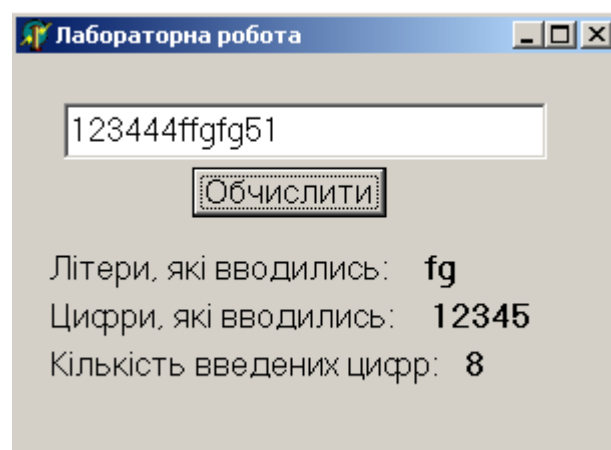 Лабораторна робота
123444ffgfg51
Обчислити
Літери, які вводились: fg
Цифри, які вводились: 12345
Кількість введених цифр: 8